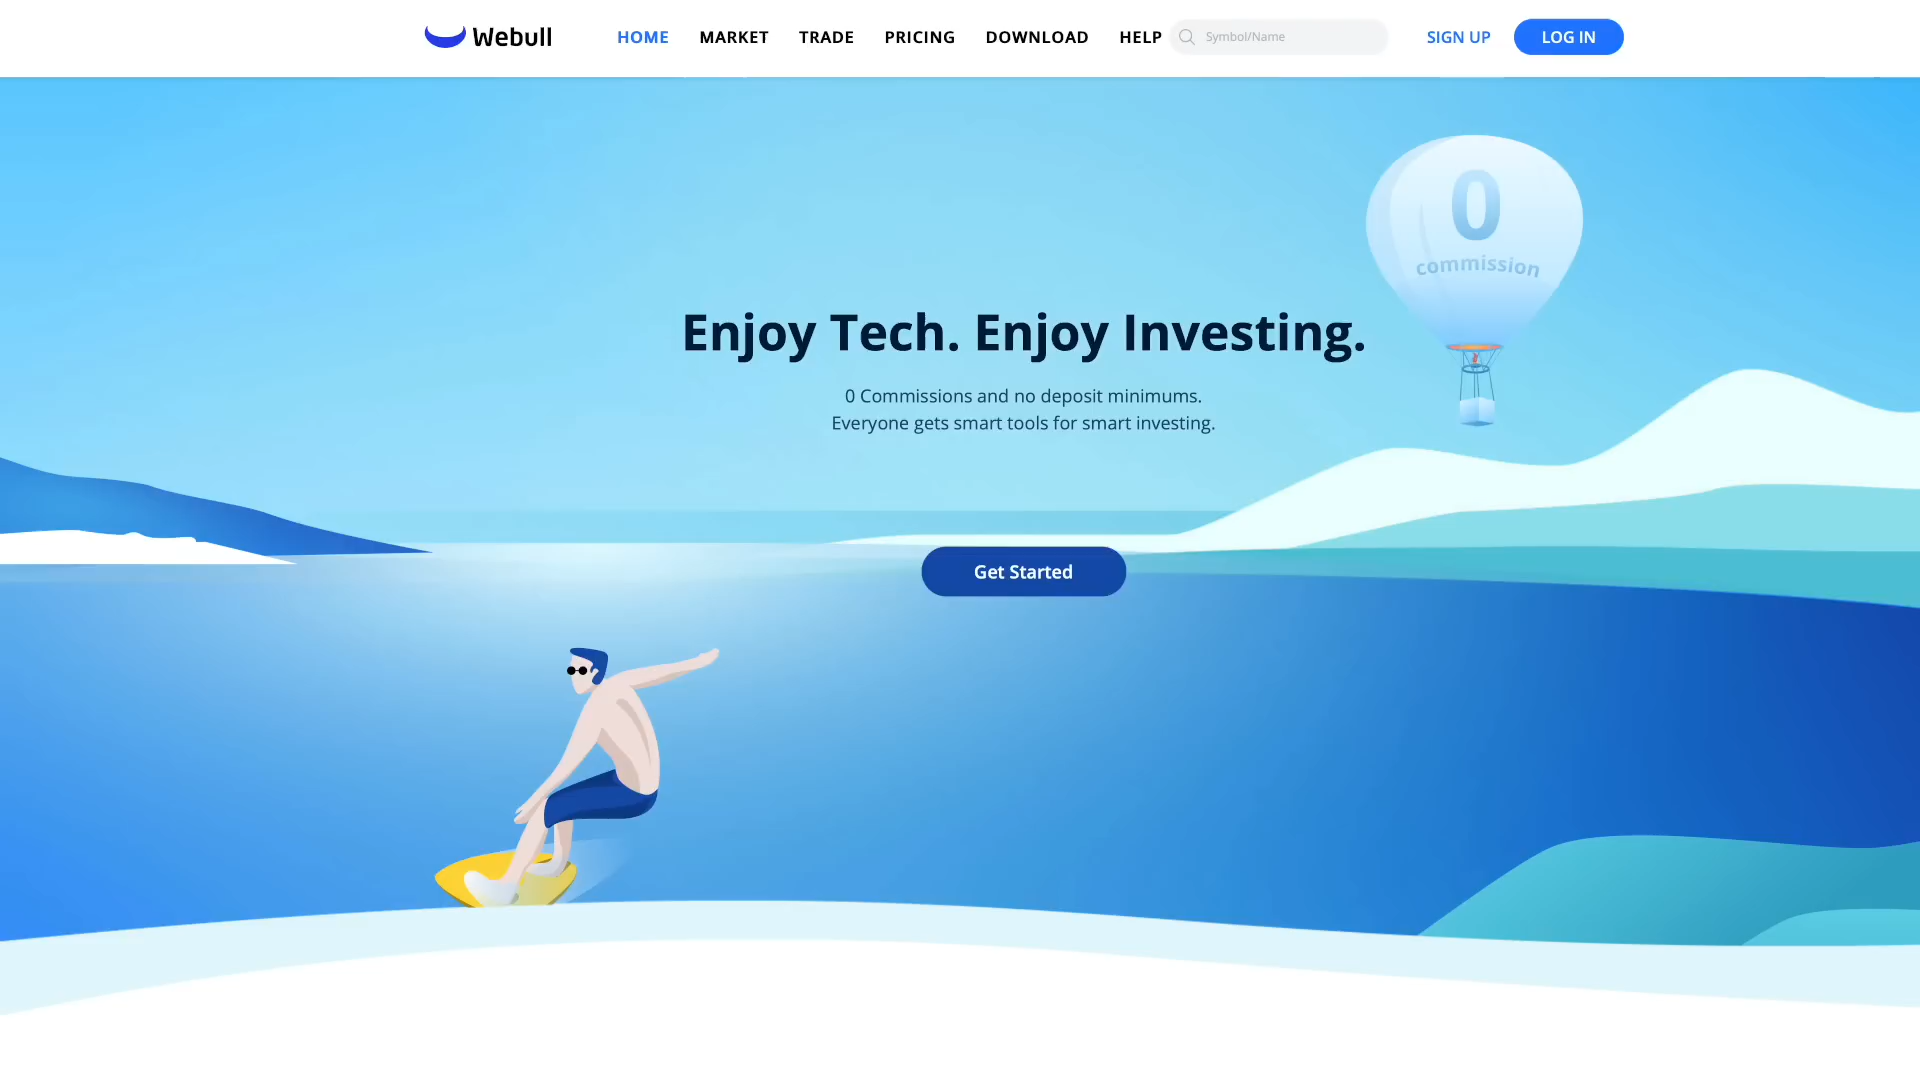 Webull
HOME MARKET TRADE PRICING DOWNLOAD HELP
Symbol/Name
SIGN UP
LOG IN
0
commission
Enjoy Tech. Enjoy Investing.
0 Commissions and no deposit minimums.
Everyone gets smart tools for smart investing.
Get Started